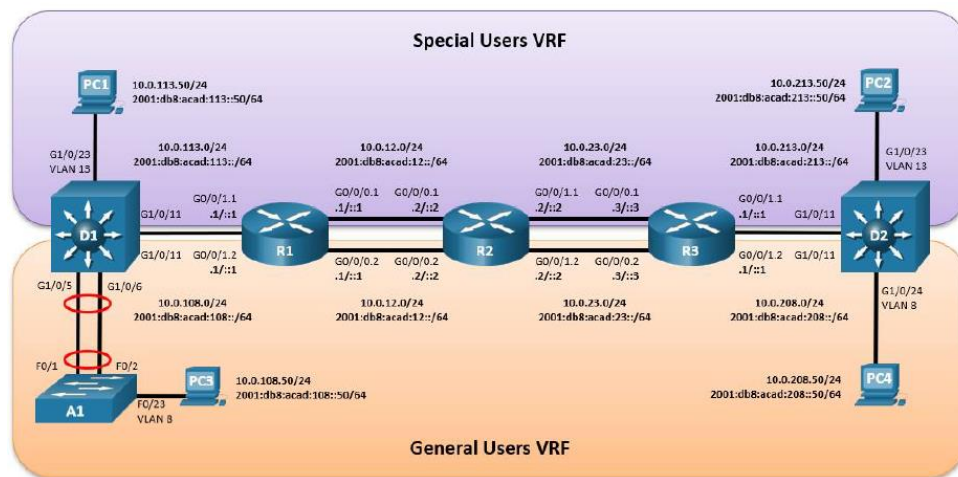 Special Users VRF
PC1
10.0.113.50/24
2001:db8:acad:113::50/64
10.0.213.50/24
2001:db8:acad:213::50/64
PC2
G1/0/23
VLAN 13
10.0.113.0/24
2001:db8:acad:113::/64
10.0.12.0/24
2001:db8:acad:12::/64
10.0.23.0/24
2001:db8:acad:23::/64
10.0.213.0/24
2001:db8:acad:213::/64
G1/0/23
VLAN 13
D1
G1/0/11
G0/0/1.1
.1/::1
R1
G0/0/0.1
.1/::1
G0/0/0.1
.2/::2
R2
G0/0/1.1
.2/::2
G0/0/0.1
.3/::3
R3
G0/0/1.1
.1/::1
G1/0/11
D2
G1/0/11
G0/0/1.2
.1/::1
G0/0/0.2
.1/::1
G0/0/0.2
.2/::2
G0/0/1.2
.2/::2
G0/0/0.2
.3/::3
G0/0/1.2
.1/::1
G1/0/11
G1/0/5
G1/0/6
10.0.108.0/24
2001:db8:acad:108::/64
10.0.12.0/24
2001:db8:acad:12::/64
10.0.23.0/24
2001:db8:acad:23::/64
10.0.208.0/24
2001:db8:acad:208::/64
G1/0/24
VLAN 8
F0/1
F0/2
A1
F0/23
VLAN 8
PC3
10.0.108.50/24
2001:db8:acad:108::50/64
10.0.208.50/24
2001:db8:acad:208::50/64
PC4
General Users VRF